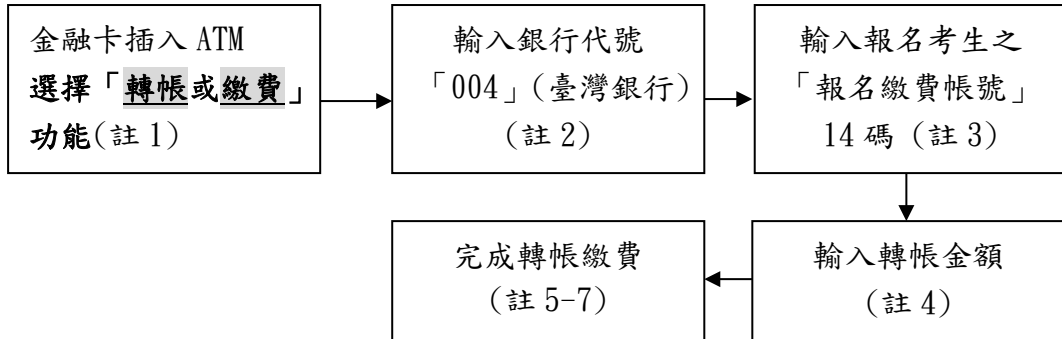 金融卡插入 ATM
選擇「轉帳或繳費」
功能(註 1)
輸入銀行代號
「004」(臺灣銀行)
(註 2)
輸入報名考生之
「報名繳費帳號」
14 碼 (註 3)
輸入轉帳金額
(註 4)
完成轉帳繳費
(註 5-7)